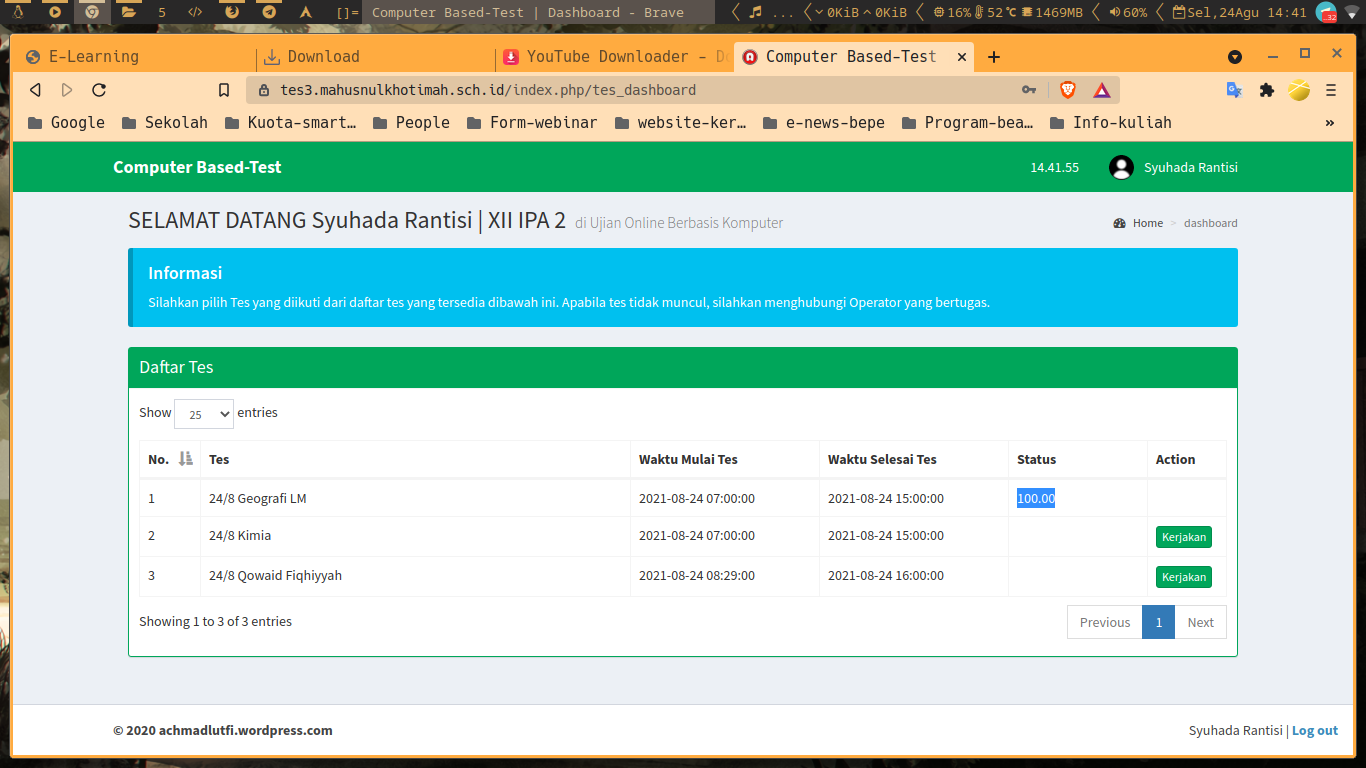 5 </> []= Computer Based-Test | Dashboard - Brave ... 0KiB 0KiB 16% 52℃ 1469MB 60% Sel,24Agu 14:41 32
E-Learning Download YouTube Downloader - D Computer Based-Test
tes3.mahusnulkhotimah.sch.id/index.php/tes_dashboard
Google Sekolah Kuota-smart… People Form-webinar website-ker… e-news-bepe Program-bea… Info-kuliah »
Computer Based-Test 14.41.55 Syuhada Rantisi
SELAMAT DATANG Syuhada Rantisi | XII IPA 2 di Ujian Online Berbasis Komputer Home > dashboard
Informasi
Silahkan pilih Tes yang diikuti dari daftar tes yang tersedia dibawah ini. Apabila tes tidak muncul, silahkan menghubungi Operator yang bertugas.
Daftar Tes
Show 25 entries
No. Tes Waktu Mulai Tes Waktu Selesai Tes Status Action
1 24/8 Geografi LM 2021-08-24 07:00:00 2021-08-24 15:00:00 100.00
2 24/8 Kimia 2021-08-24 07:00:00 2021-08-24 15:00:00 Kerjakan
3 24/8 Qowaid Fiqhiyyah 2021-08-24 08:29:00 2021-08-24 16:00:00 Kerjakan
Showing 1 to 3 of 3 entries Previous 1 Next
© 2020 achmadlutfi.wordpress.com Syuhada Rantisi | Log out